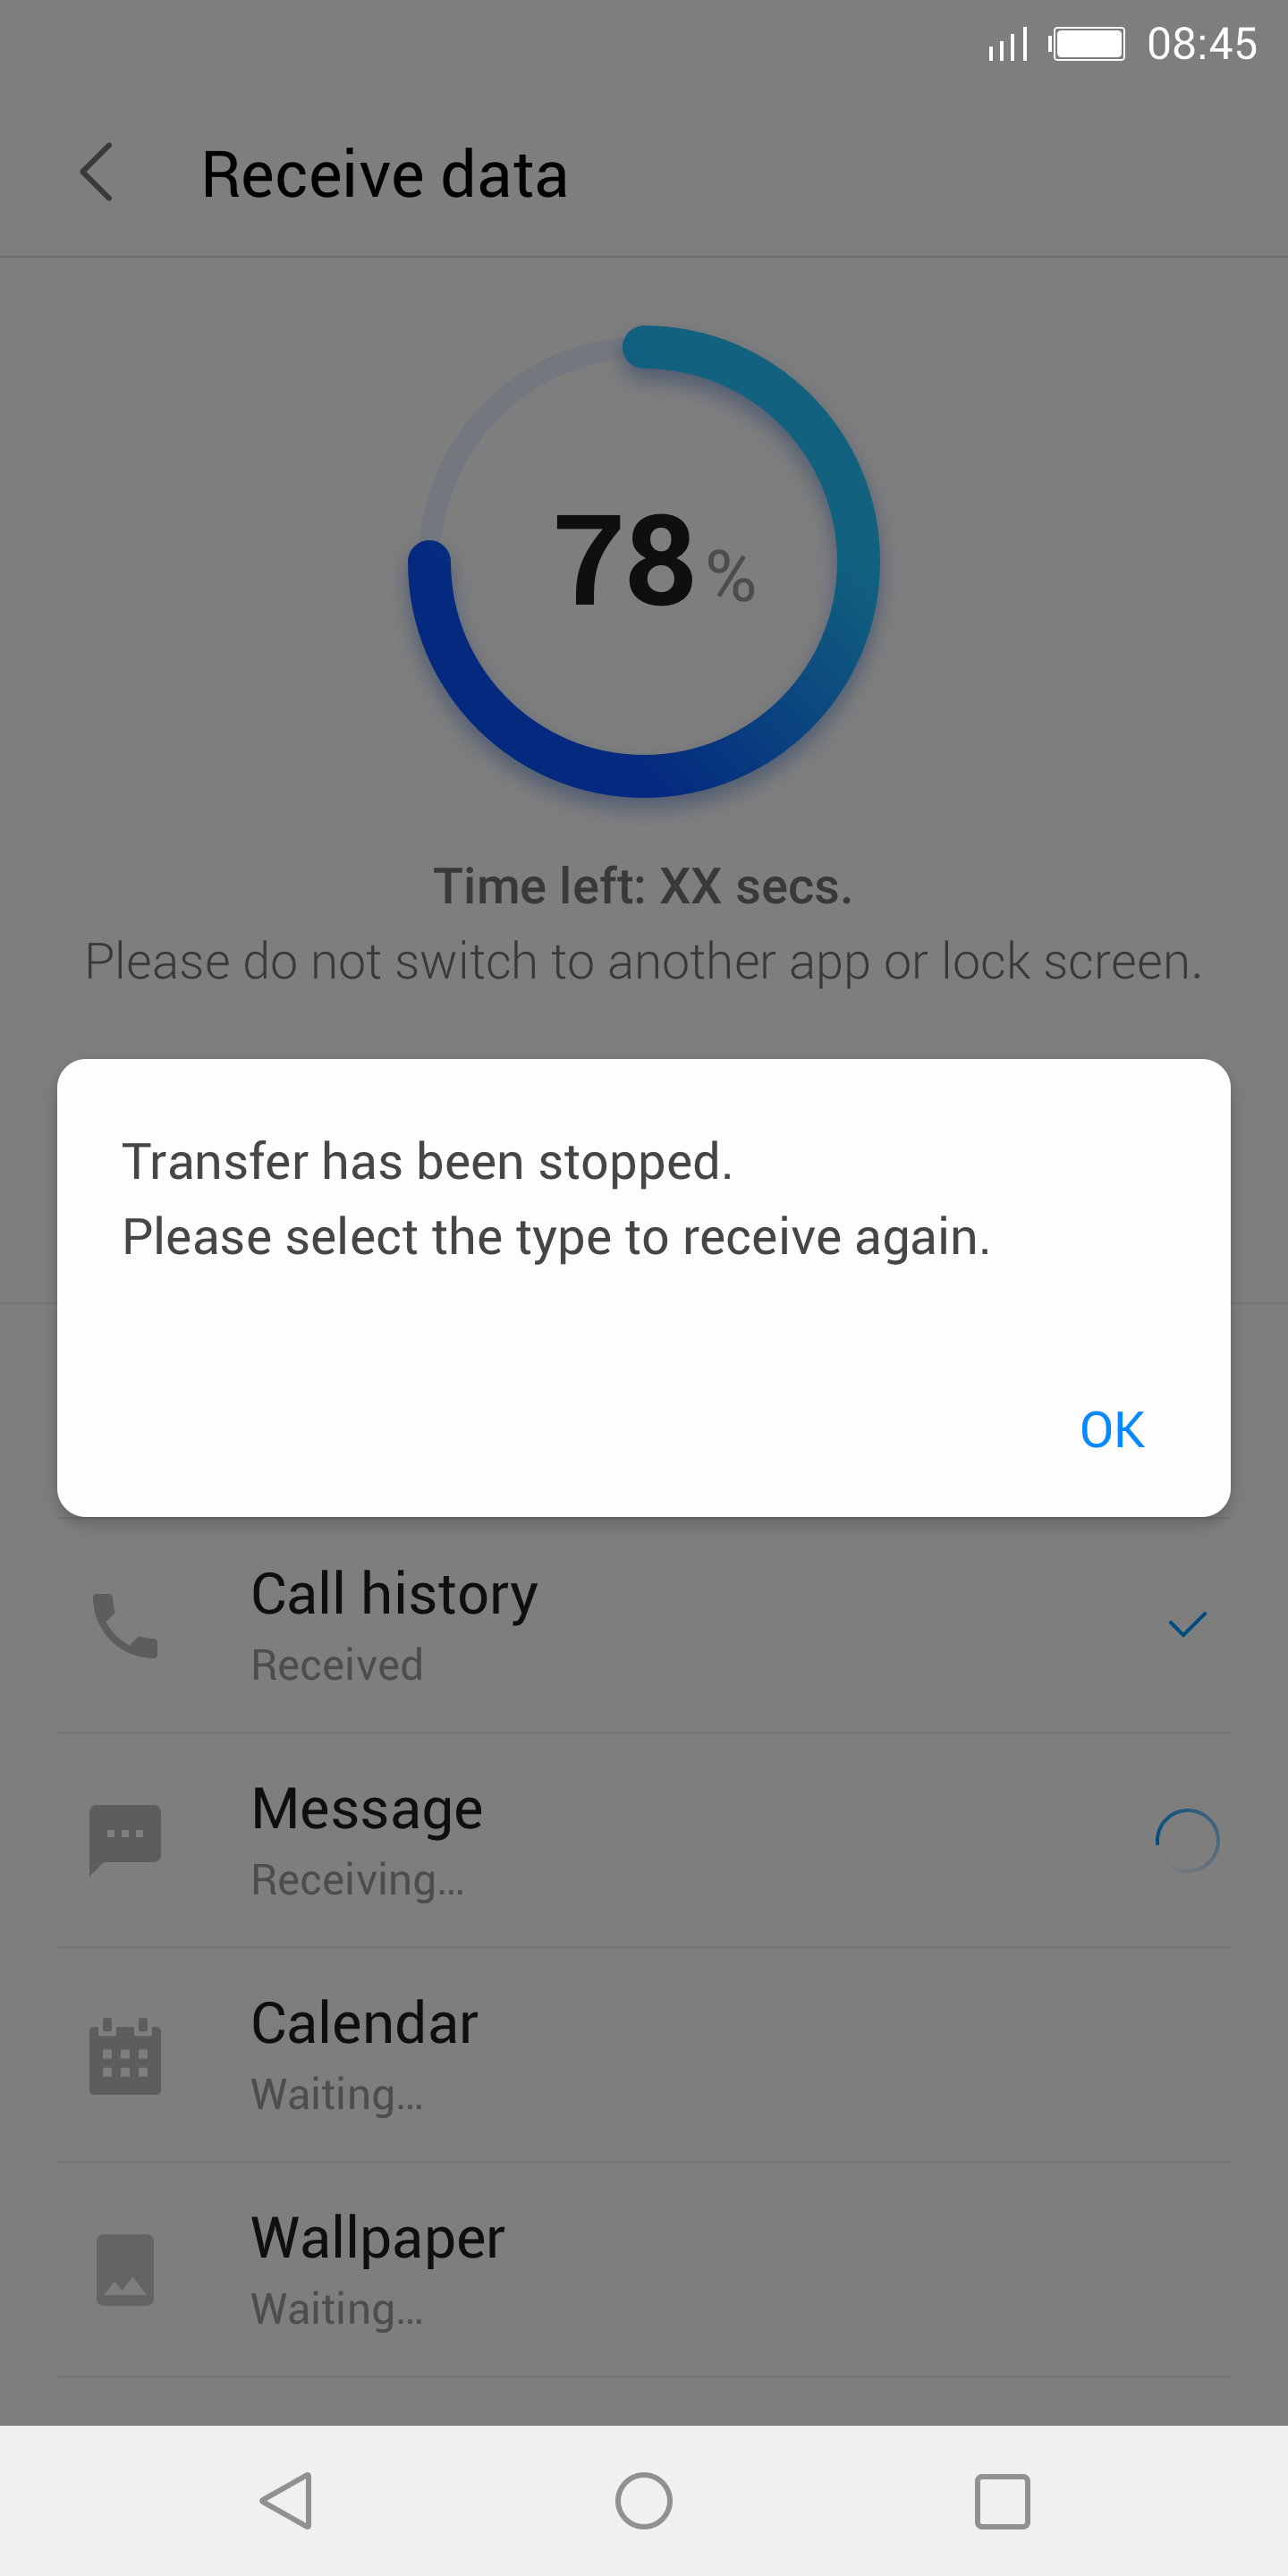 08:45
Receive data
78 %
Time left: XX secs.
Please do not switch to another app or lock screen.
Transfer has been stopped.
Please select the type to receive again.
OK
Call history
Received
Message
Receiving...
Calendar
Waiting...
Wallpaper
Waiting...